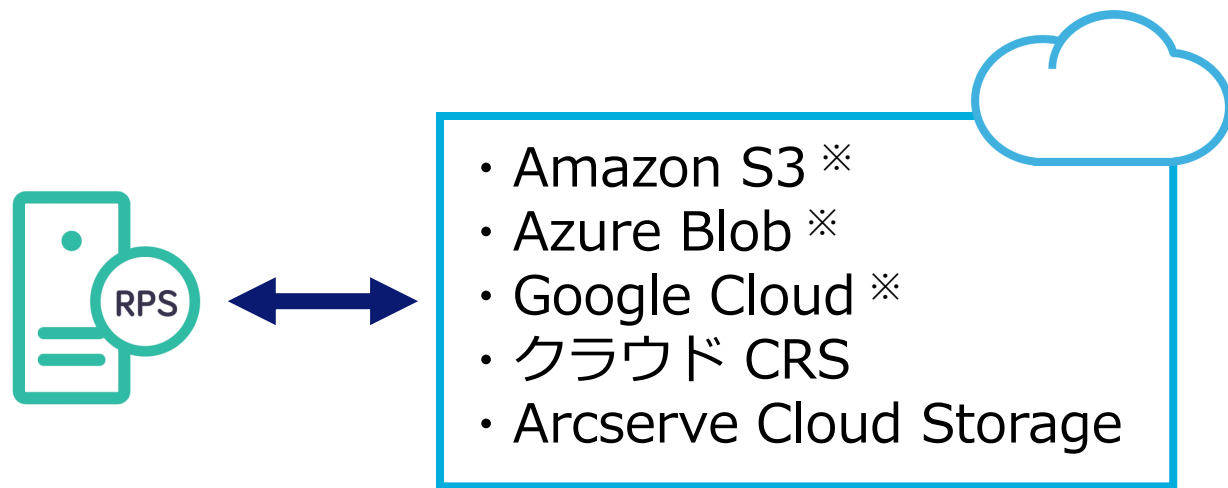 RPS
・Amazon S3 ※
・Azure Blob ※
・Google Cloud ※
・クラウド CRS
・Arcserve Cloud Storage